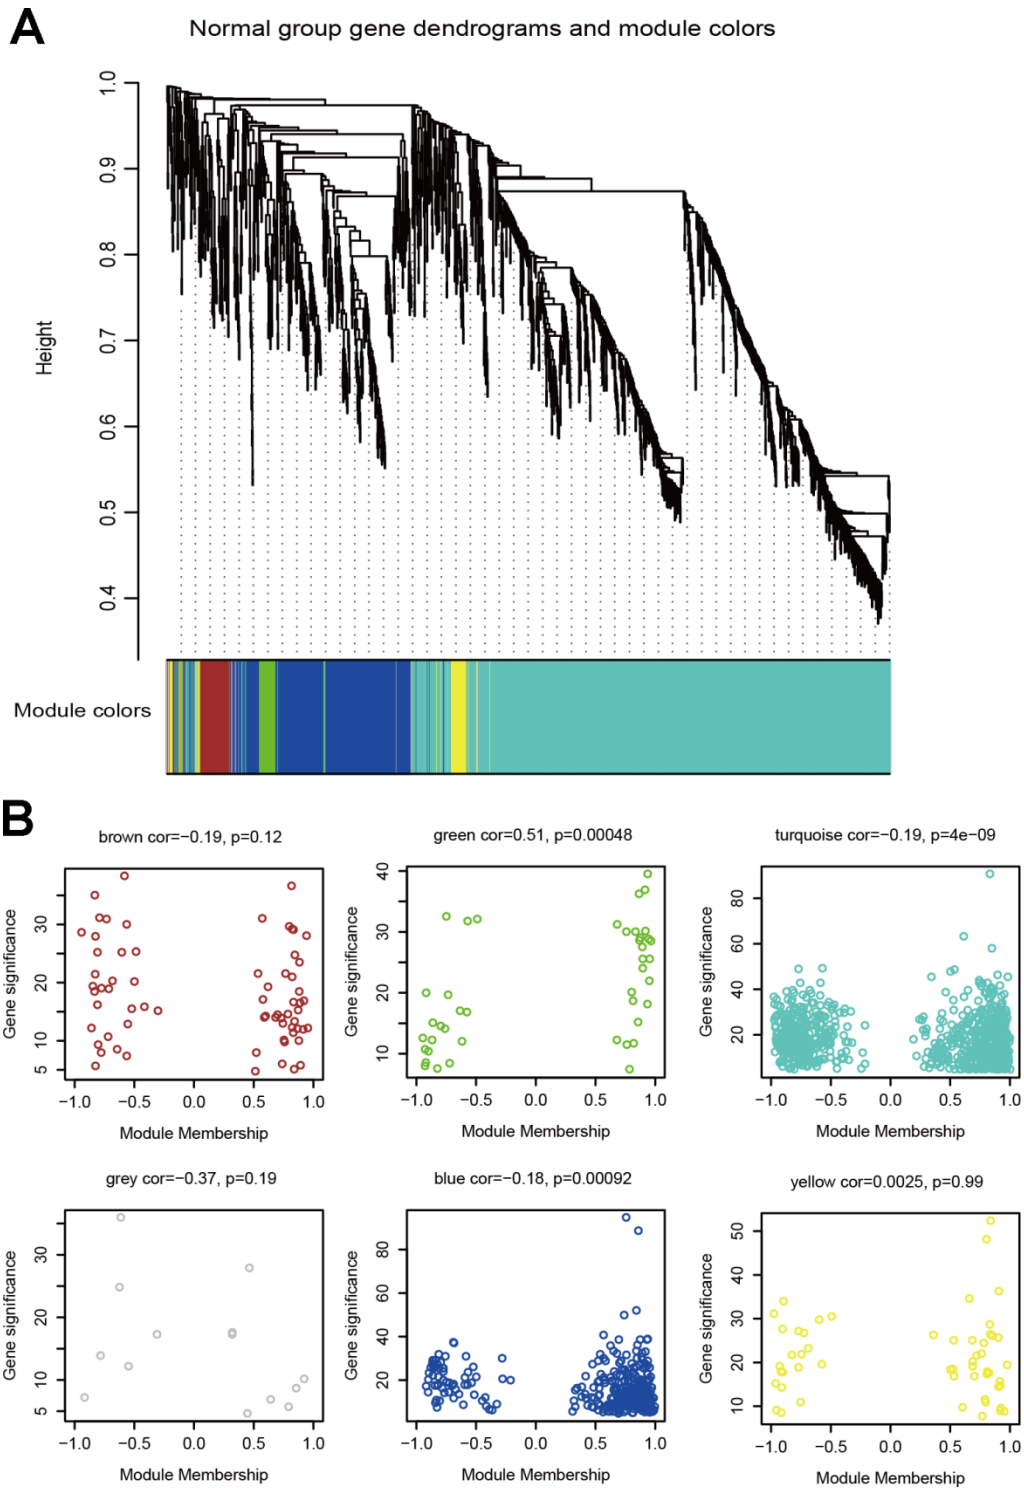 A
Normal group gene dendrograms and module colors
Height
1.0
0.9
0.8
0.7
0.6
0.5
0.4
Module colors
B
brown cor=−0.19, p=0.12
Gene significance
30
20
10
5
−1.0 −0.5 0.0 0.5 1.0
Module Membership
green cor=0.51, p=0.00048
Gene significance
40
30
20
10
−1.0 −0.5 0.0 0.5 1.0
Module Membership
turquoise cor=−0.19, p=4e−09
Gene significance
80
60
40
20
−1.0 −0.5 0.0 0.5 1.0
Module Membership
grey cor=−0.37, p=0.19
Gene significance
30
20
10
5
−1.0 −0.5 0.0 0.5 1.0
Module Membership
blue cor=−0.18, p=0.00092
Gene significance
80
60
40
20
−1.0 −0.5 0.0 0.5 1.0
Module Membership
yellow cor=0.0025, p=0.99
Gene significance
50
40
30
20
10
−1.0 −0.5 0.0 0.5 1.0
Module Membership